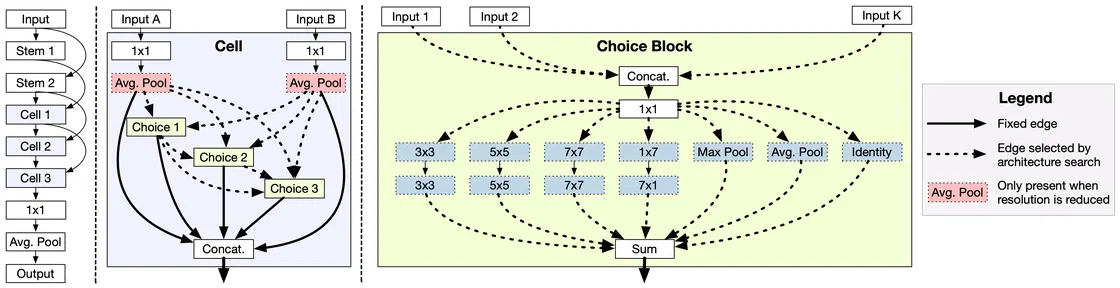 Input
Stem 1
Stem 2
Cell 1
Cell 2
Cell 3
1x1
Avg. Pool
Output
Input A
Input B
Cell
1x1
1x1
Avg. Pool
Avg. Pool
Choice 1
Choice 2
Choice 3
Concat.
Input 1
Input 2
Input K
Choice Block
Concat.
1x1
3x3
5x5
7x7
1x7
Max Pool
Avg. Pool
Identity
3x3
5x5
7x7
7x1
Sum
Legend
Fixed edge
Edge selected by
architecture search
Avg. Pool
Only present when
resolution is reduced